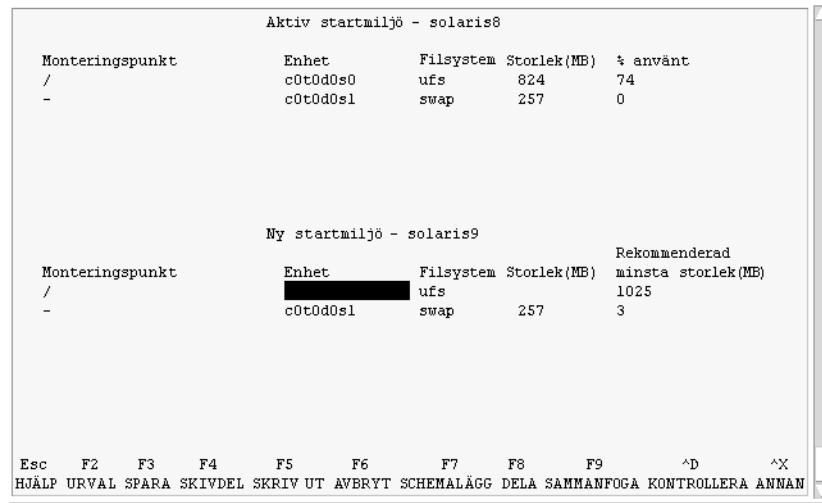 Aktiv startmiljö - solaris8
Monteringspunkt Enhet Filsystem Storlek(MB) % använt
/ c0t0d0s0 ufs 824 74
- c0t0d0s1 swap 257 0
Ny startmiljö - solaris9
Rekommenderad
Monteringspunkt Enhet Filsystem Storlek(MB) minsta storlek(MB)
/ ufs 1025
- c0t0d0s1 swap 257 3
Esc F2 F3 F4 F5 F6 F7 F8 F9 ^D ^X
HJÄLP URVAL SPARA SKIVDEL SKRIV UT AVBRYT SCHEMALÄGG DELA SAMMANFOGA KONTROLLERA ANNAN